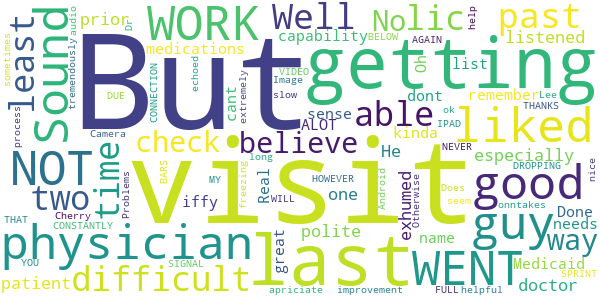 But
visit
getting
last
WORK
Well
Nolic
past
prior
medications
capability
listened
Oh
list
help
BELOW
AGAIN
sometimes
least
Sound
tremendously
audio
Dr
DUE
CONNECTION
echoed
extremely
VIDEO
Image
slow
cant
sense
dont
remember
Lee
ok
THANKS
process
Camera
check
ALOT
able
kinda
IPAD
liked
NOT
time
believe
He
NEVER
especially
DROPPING
nice
two
Problems
BARS
MY
iffy
freezing
long
HOWEVER
WILL
Real
one
Android
exhumed
Otherwise
Does
seem
good
onntakes
THAT
Cherry
CONSTANTLY
YOU
SIGNAL
physician
great
polite
name
WENT
guy
Done
way
needs
Medicaid
doctor
SPRINT
patient
difficult
apriciate
improvement
FULL
helpful